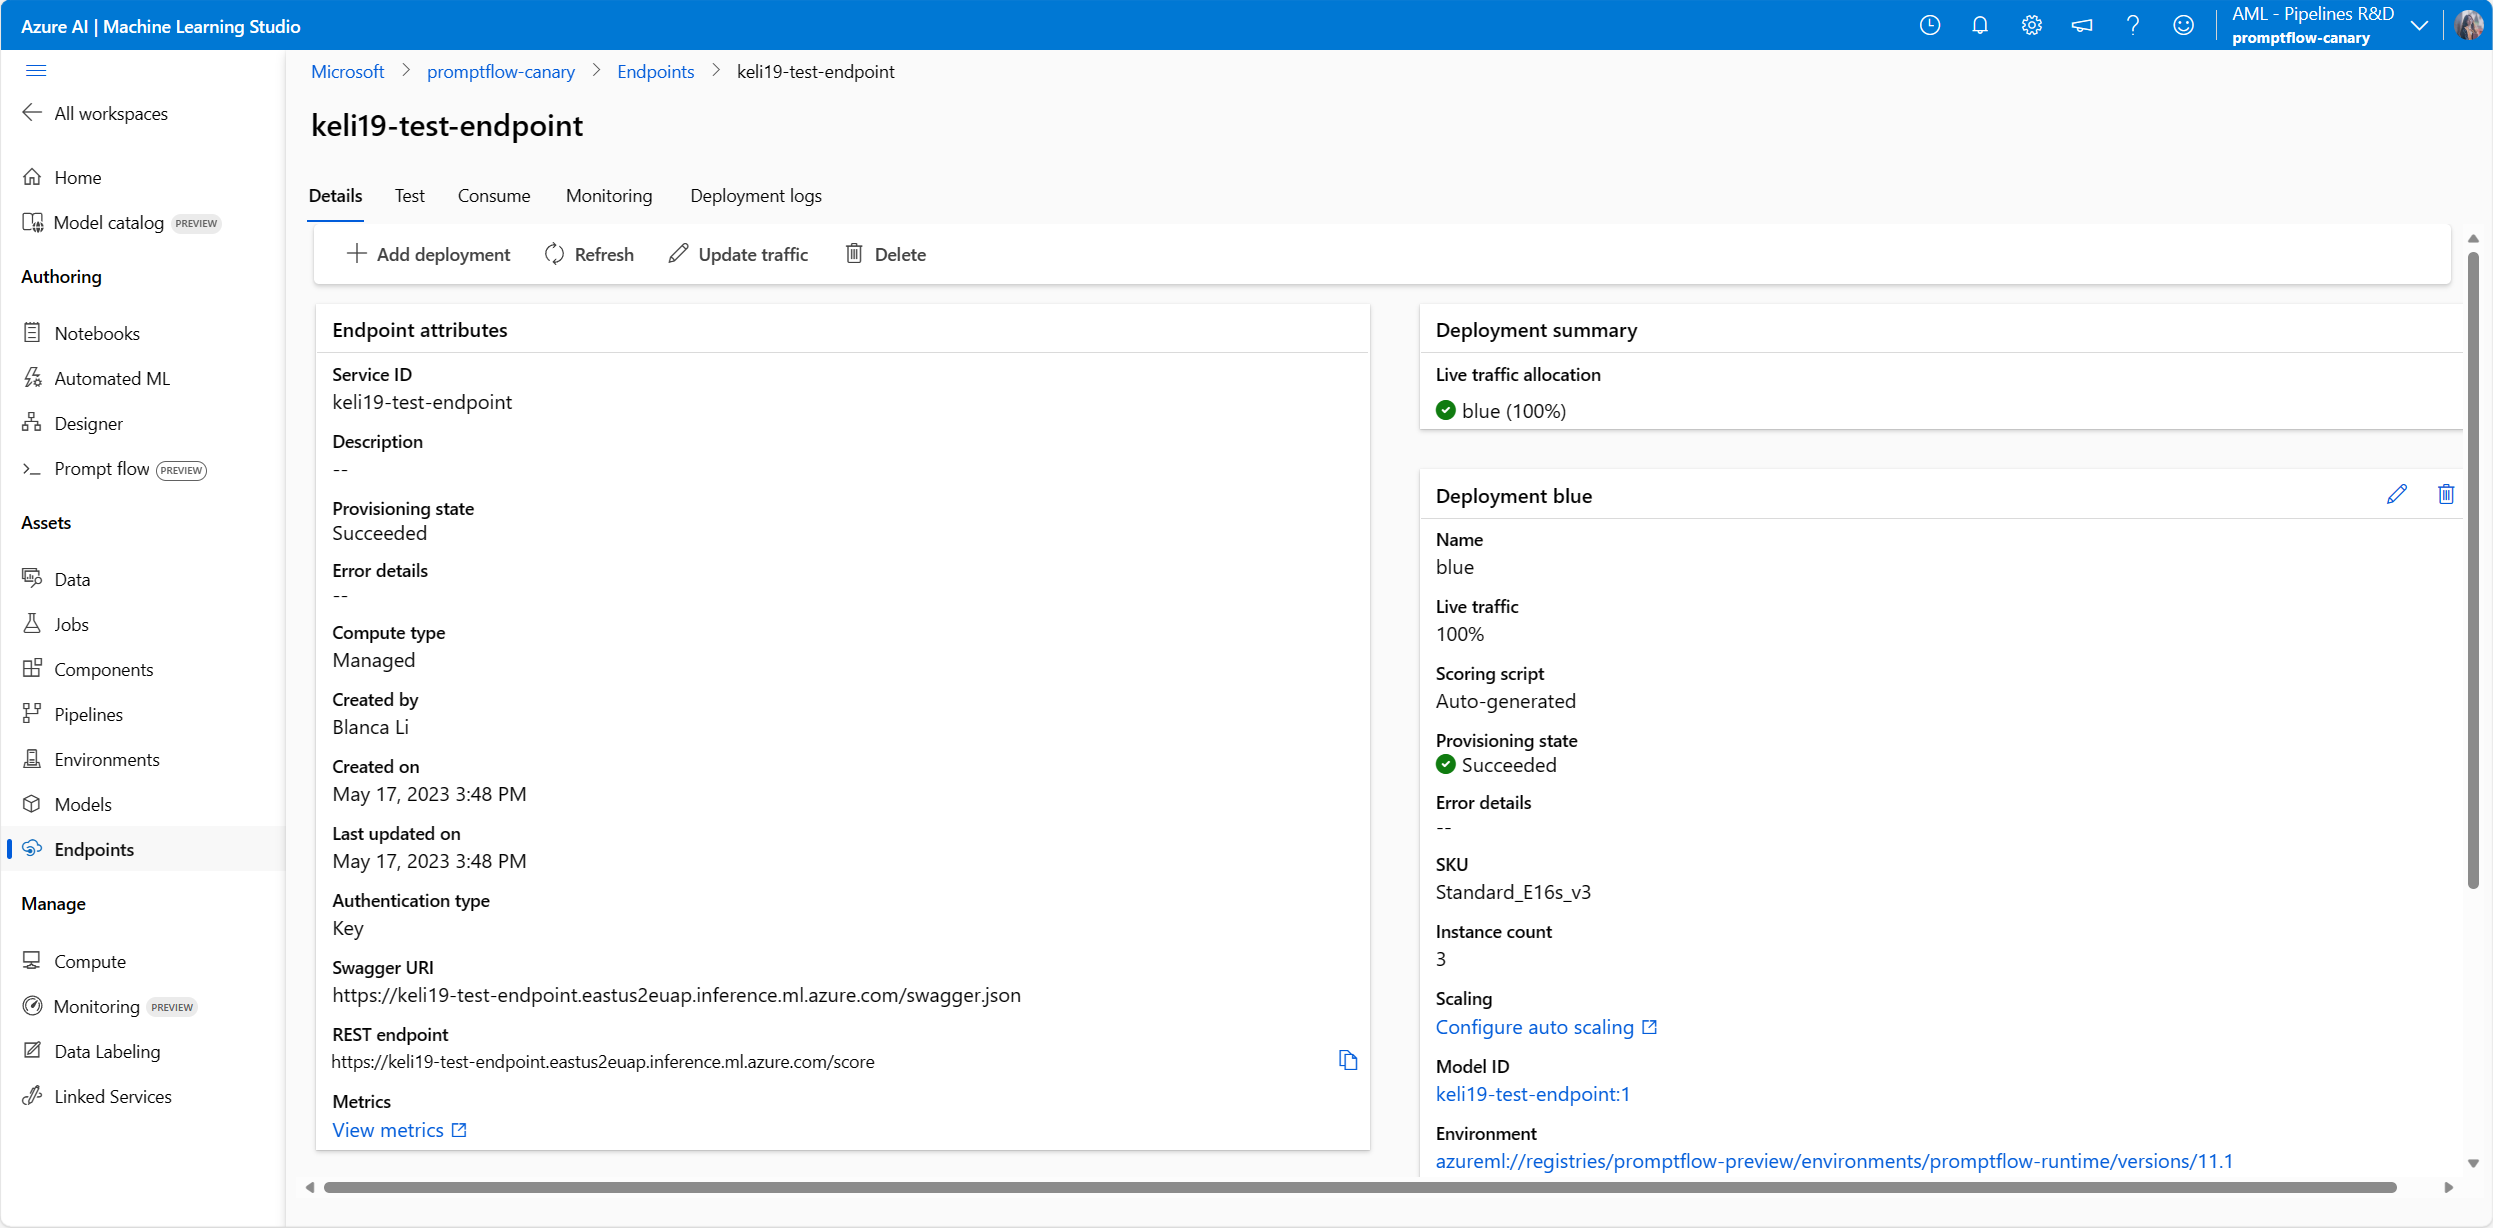 Azure AI | Machine Learning Studio
AML - Pipelines R&D
promptflow-canary
All workspaces
Home
Model catalog PREVIEW
Authoring
Notebooks
Automated ML
Designer
Prompt flow PREVIEW
Assets
Data
Jobs
Components
Pipelines
Environments
Models
Endpoints
Manage
Compute
Monitoring PREVIEW
Data Labeling
Linked Services
Microsoft > promptflow-canary > Endpoints > keli19-test-endpoint
keli19-test-endpoint
Details Test Consume Monitoring Deployment logs
Add deployment Refresh Update traffic Delete
Endpoint attributes
Service ID
keli19-test-endpoint
Description
--
Provisioning state
Succeeded
Error details
--
Compute type
Managed
Created by
Blanca Li
Created on
May 17, 2023 3:48 PM
Last updated on
May 17, 2023 3:48 PM
Authentication type
Key
Swagger URI
https://keli19-test-endpoint.eastus2euap.inference.ml.azure.com/swagger.json
REST endpoint
https://keli19-test-endpoint.eastus2euap.inference.ml.azure.com/score
Metrics
View metrics
Deployment summary
Live traffic allocation
blue (100%)
Deployment blue
Name
blue
Live traffic
100%
Scoring script
Auto-generated
Provisioning state
Succeeded
Error details
--
SKU
Standard_E16s_v3
Instance count
3
Scaling
Configure auto scaling
Model ID
keli19-test-endpoint:1
Environment
azureml://registries/promptflow-preview/environments/promptflow-runtime/versions/11.1